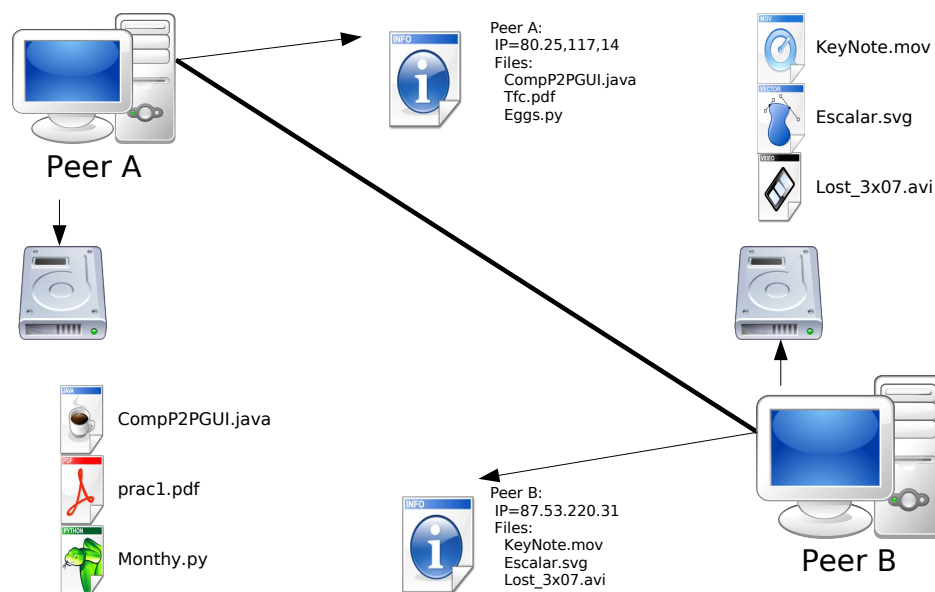 INFO
Peer A:
IP=80.25,117,14
Files:
CompP2PGUI.java
Tfc.pdf
Eggs.py
MOV
KeyNote.mov
VECTOR
Escalar.svg
VIDEO
Lost_3x07.avi
Peer A
JAVA
CompP2PGUI.java
PDF
prac1.pdf
PYTHON
Monthy.py
INFO
Peer B:
IP=87.53.220.31
Files:
KeyNote.mov
Escalar.svg
Lost_3x07.avi
Peer B